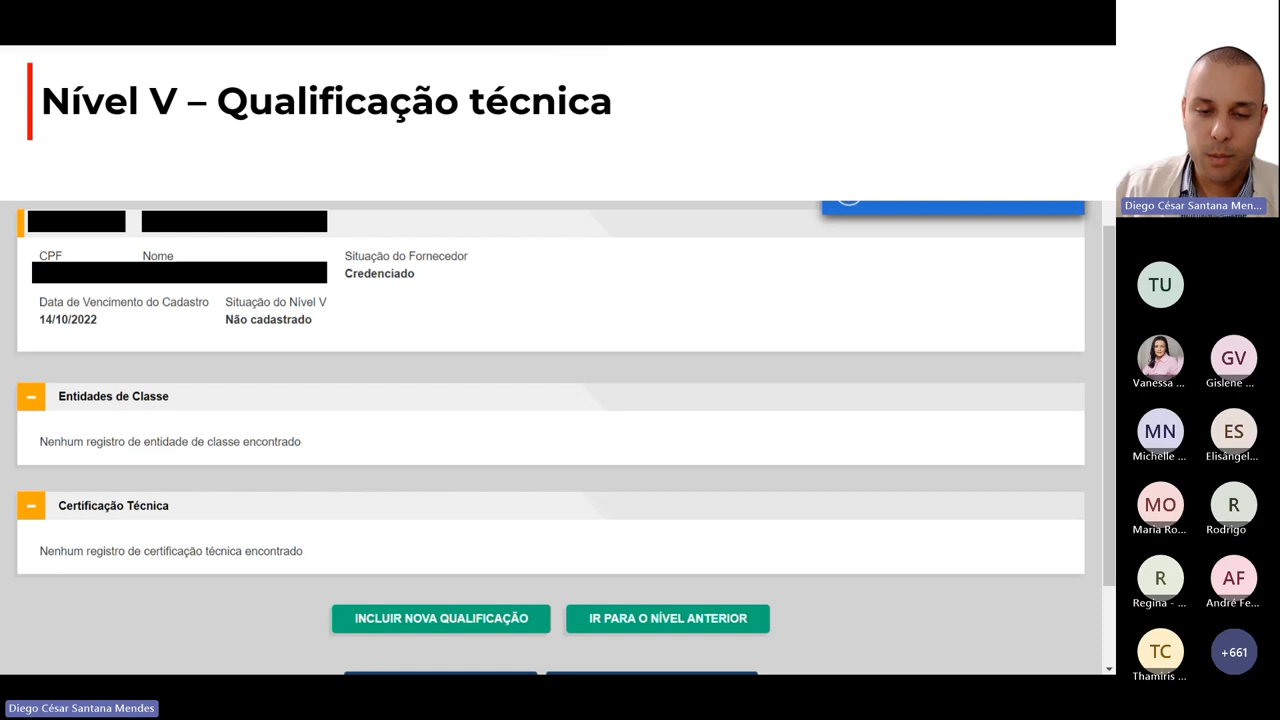 Nível V – Qualificação técnica
CPF
Nome
Situação do Fornecedor
Credenciado
Data de Vencimento do Cadastro
Situação do Nível V
14/10/2022
Não cadastrado
Entidades de Classe
Nenhum registro de entidade de classe encontrado
Certificação Técnica
Nenhum registro de certificação técnica encontrado
INCLUIR NOVA QUALIFICAÇÃO
IR PARA O NÍVEL ANTERIOR
Diego César Santana Mendes
Diego César Santana Men...
TU
Vanessa ...
GV
Gislene ...
MN
Michelle ...
ES
Elisângel...
MO
Maria Ro...
R
Rodrigo
R
Regina - ...
AF
André Fe...
TC
Thamiris ...
+661